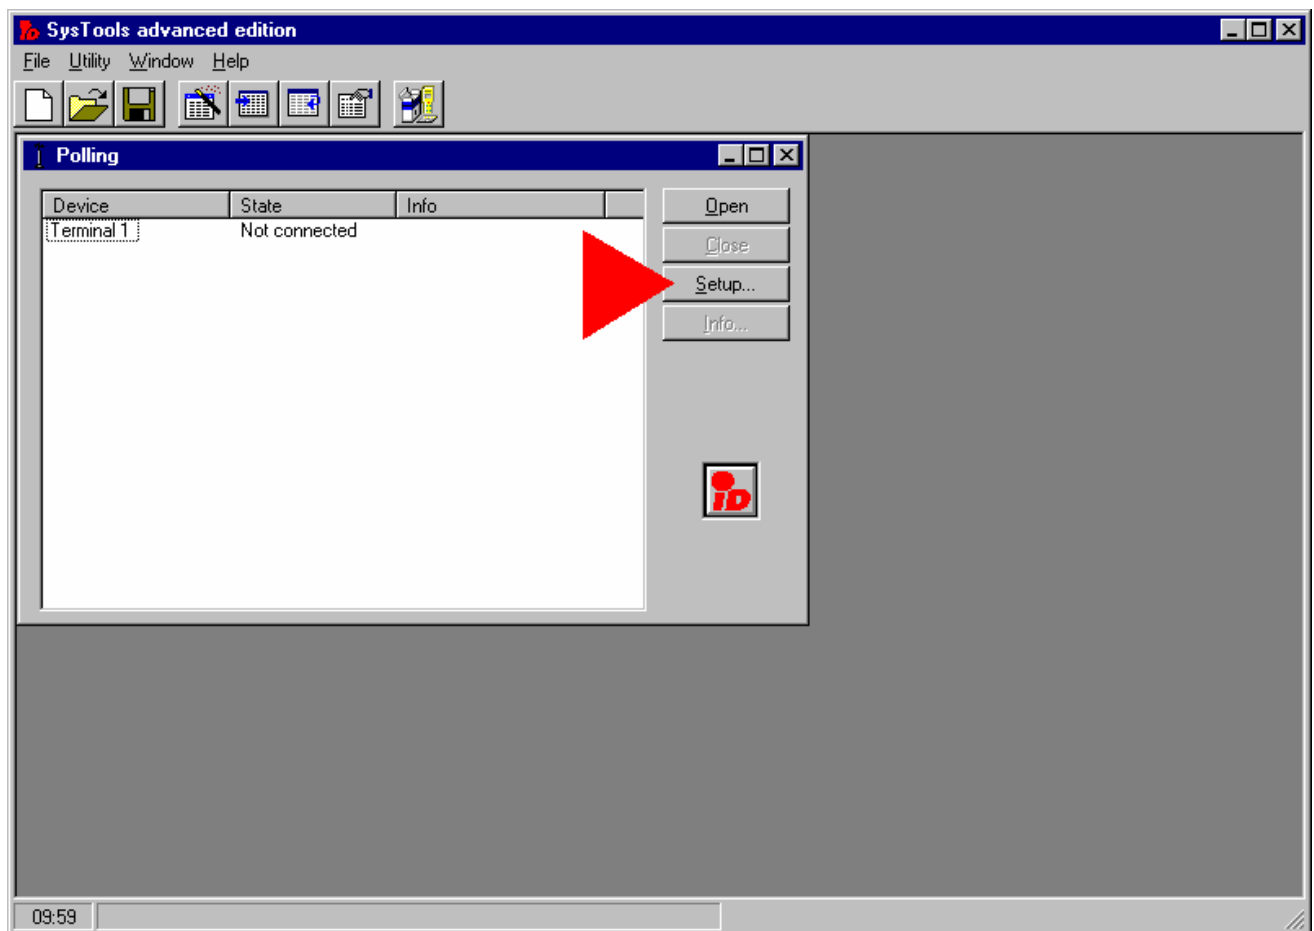 SysTools advanced edition
File Utility Window Help
Polling
Device State Info
Terminal 1 Not connected
Open
Close
Setup...
Info...
iD
09:59